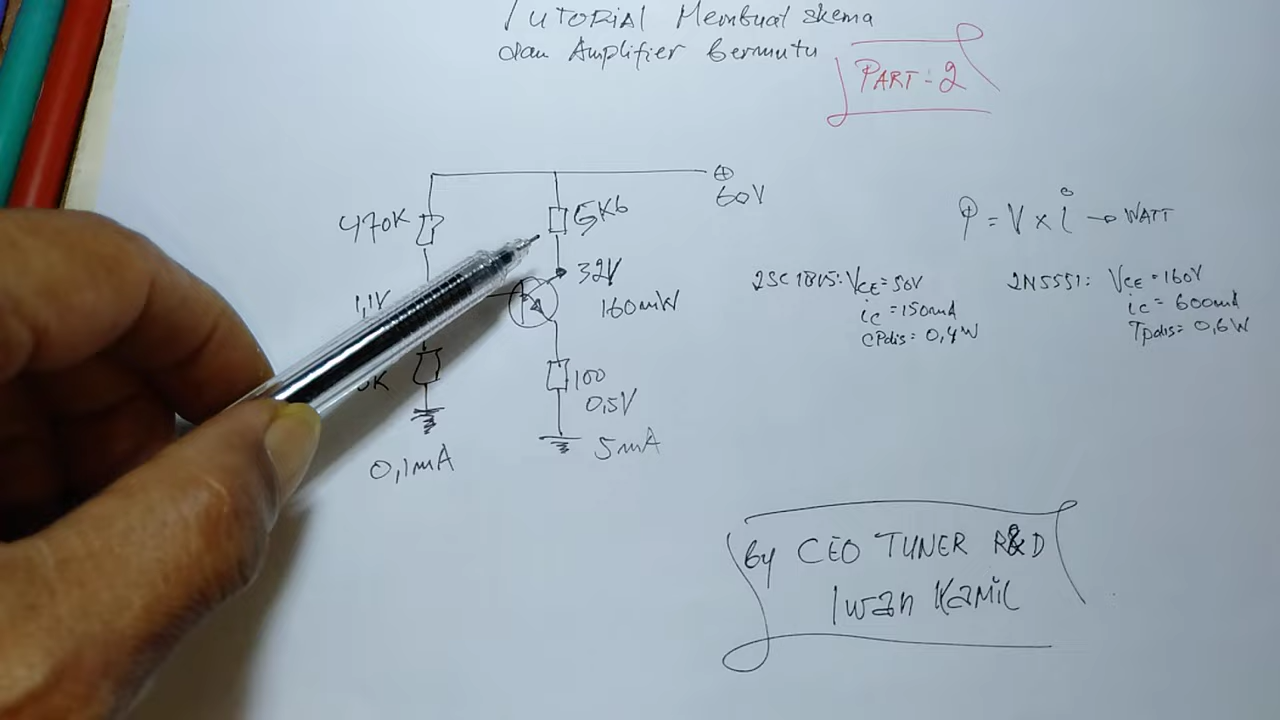 TUTORIAL Membuat skema
dan Amplifier bermutu
PART-2
60V
470K
5K6
32V
1,1V
160mW
100
0,5V
5mA
0,1mA
P = V x i → WATT
2SC1815: VCE = 50V
ic = 150mA
CPdis = 0,4W
2N5551: VCE = 160V
ic = 600mA
TPdis = 0,6W
by CEO TUNER R&D
Iwan Kamil